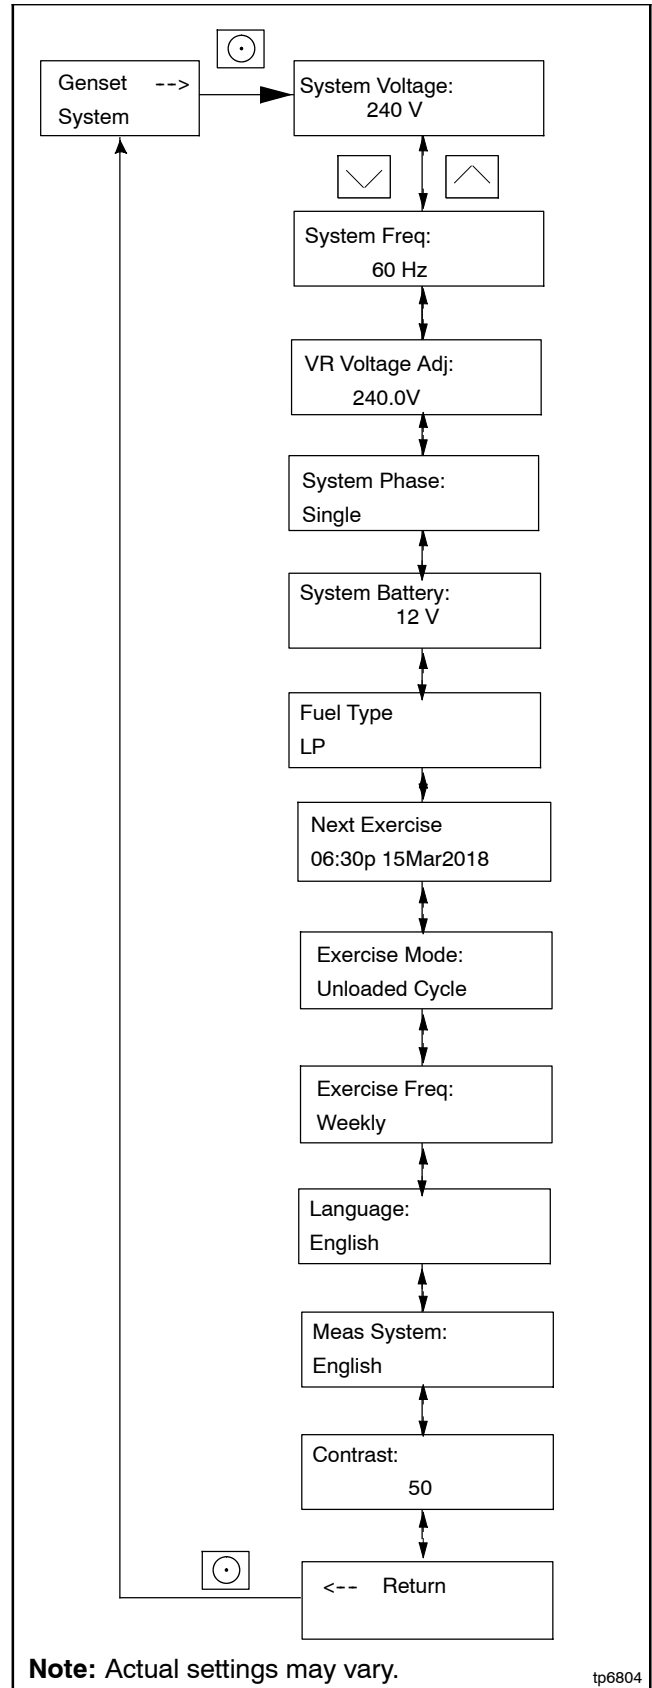 Genset -->
System
System Voltage:
240 V
System Freq:
60 Hz
VR Voltage Adj:
240.0V
System Phase:
Single
System Battery:
12 V
Fuel Type
LP
Next Exercise
06:30p 15Mar2018
Exercise Mode:
Unloaded Cycle
Exercise Freq:
Weekly
Language:
English
Meas System:
English
Contrast:
50
<-- Return
Note: Actual settings may vary.
tp6804